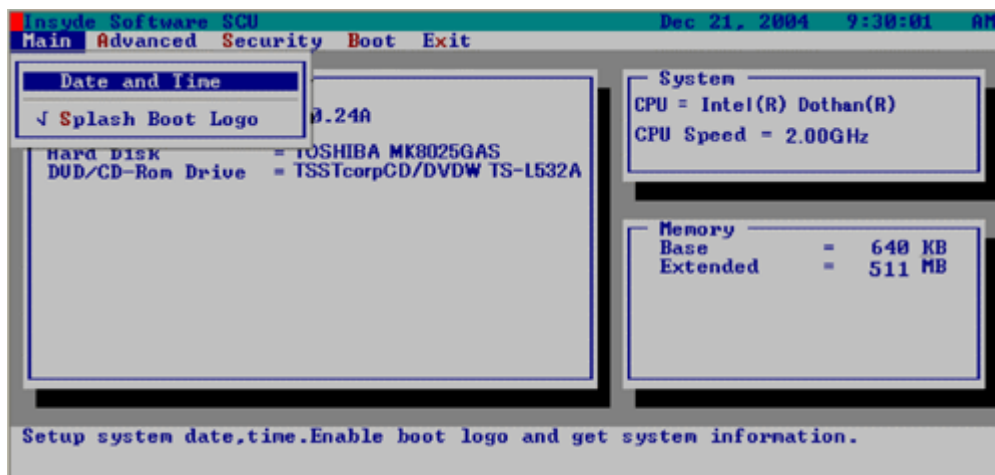 Insyde Software SCU Dec 21, 2004 9:30:01 AM
Main Advanced Security Boot Exit
Date and Time
√ Splash Boot Logo
.24A
Hard Disk = TOSHIBA MK8025GAS
DVD/CD-Rom Drive = TSSTcorpCD/DVDW TS-L532A
System
CPU = Intel(R) Dothan(R)
CPU Speed = 2.00GHz
Memory
Base = 640 KB
Extended = 511 MB
Setup system date,time.Enable boot logo and get system information.